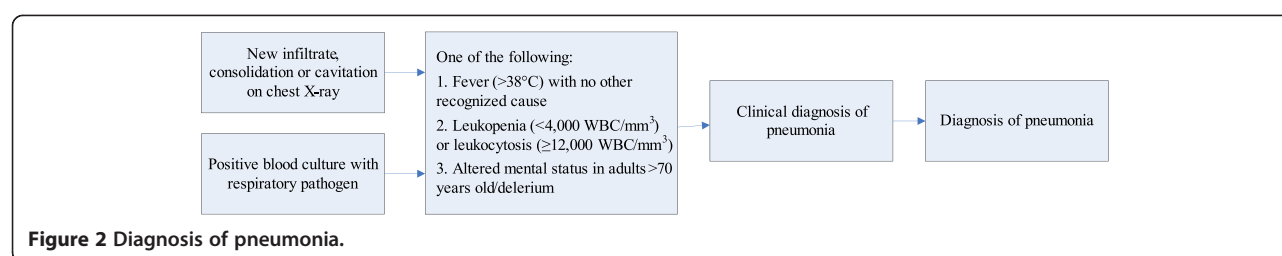 New infiltrate,
consolidation or cavitation
on chest X-ray
Positive blood culture with
respiratory pathogen
One of the following:
1. Fever (>38°C) with no other
recognized cause
2. Leukopenia (<4,000 WBC/mm³)
or leukocytosis (≥12,000 WBC/mm³)
3. Altered mental status in adults >70
years old/delerium
Clinical diagnosis of
pneumonia
Diagnosis of pneumonia
Figure 2 Diagnosis of pneumonia.